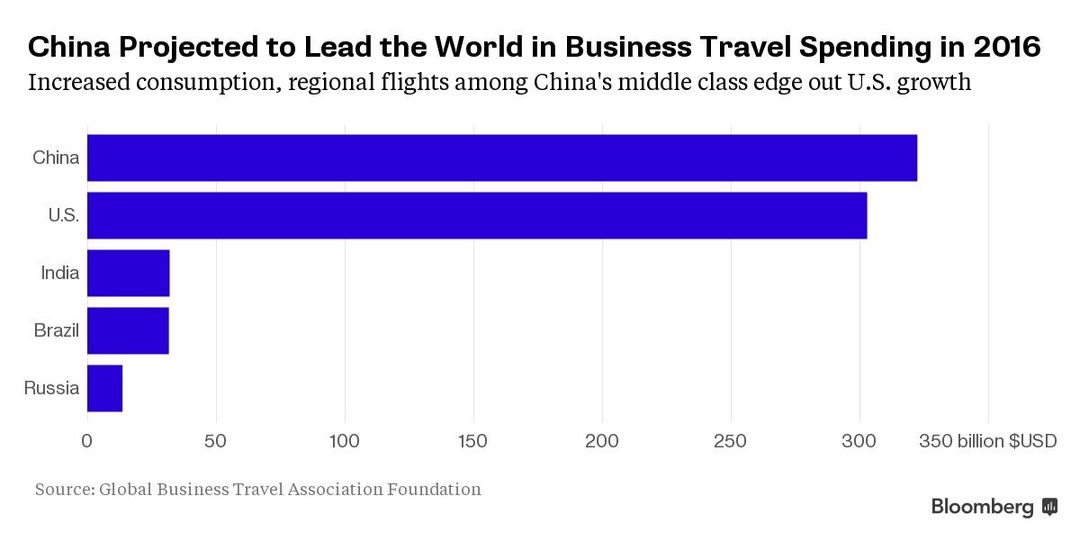 China Projected to Lead the World in Business Travel Spending in 2016
Increased consumption, regional flights among China's middle class edge out U.S. growth
China
U.S.
India
Brazil
Russia
0 50 100 150 200 250 300 350 billion $USD
Source: Global Business Travel Association Foundation
Bloomberg